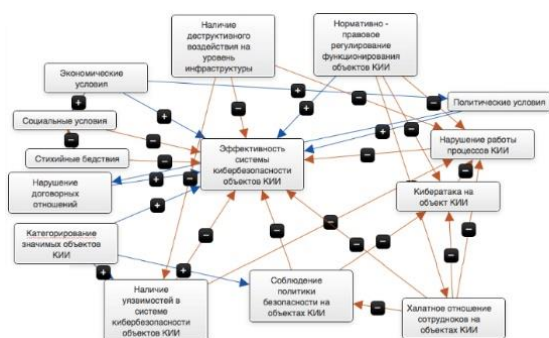 Наличие
деструктивного
воздействия на
уровень
инфраструктуры
Нормативно -
правовое
регулирование
функционирования
объектов КИИ
Экономические
условия
Политические условия
Социальные условия
Эффективность
системы
кибербезопасности
объектов КИИ
Нарушение работы
процессов КИИ
Стихийные бедствия
Нарушение
договорных
отношений
Кибератака на
объект КИИ
Категорирование
значимых объектов
КИИ
Наличие
уязвимостей в
системе
кибербезопасности
объектов КИИ
Соблюдение
политики
безопасности на
объектах КИИ
Халатное отношение
сотрудников на
объектах КИИ